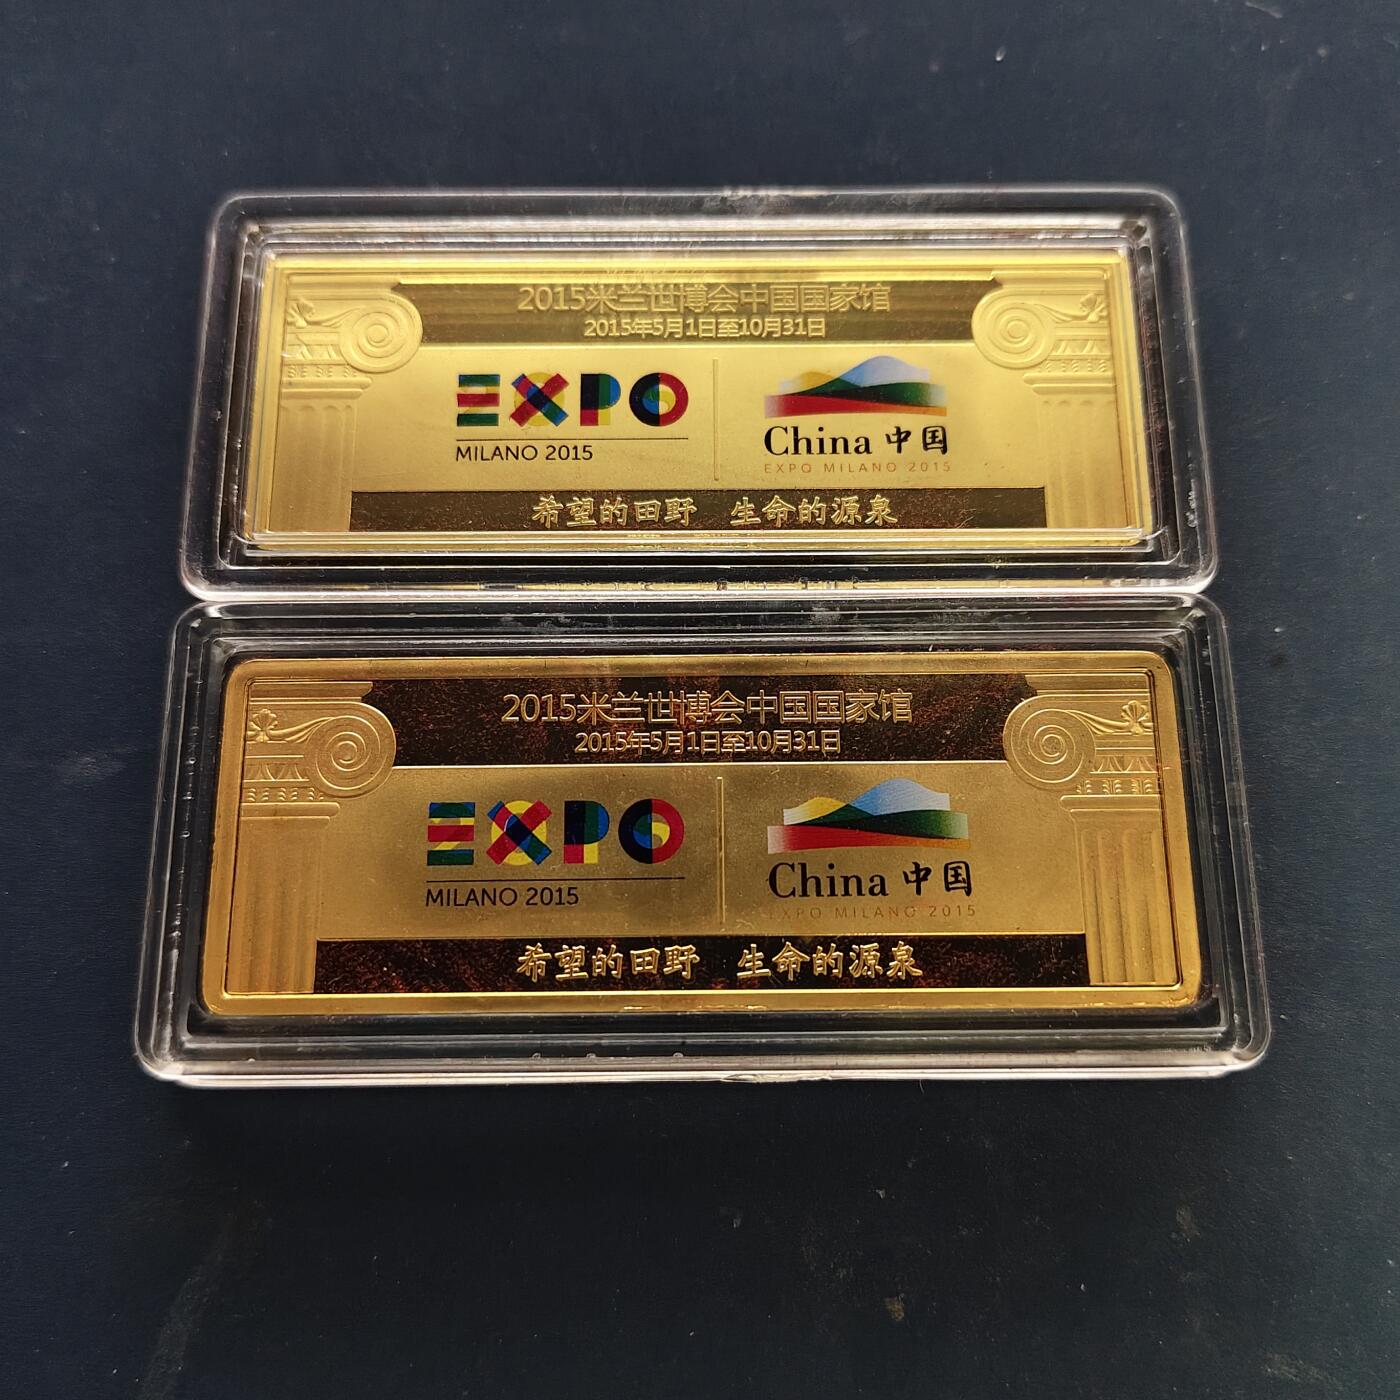 2015米兰世博会中国国家馆
2015年5月1日至10月31日
EXPO
MILANO 2015
China 中国
EXPO MILANO 2015
希望的田野 生命的源泉
2015米兰世博会中国国家馆
2015年5月1日至10月31日
EXPO
MILANO 2015
China 中国
EXPO MILANO 2015
希望的田野 生命的源泉